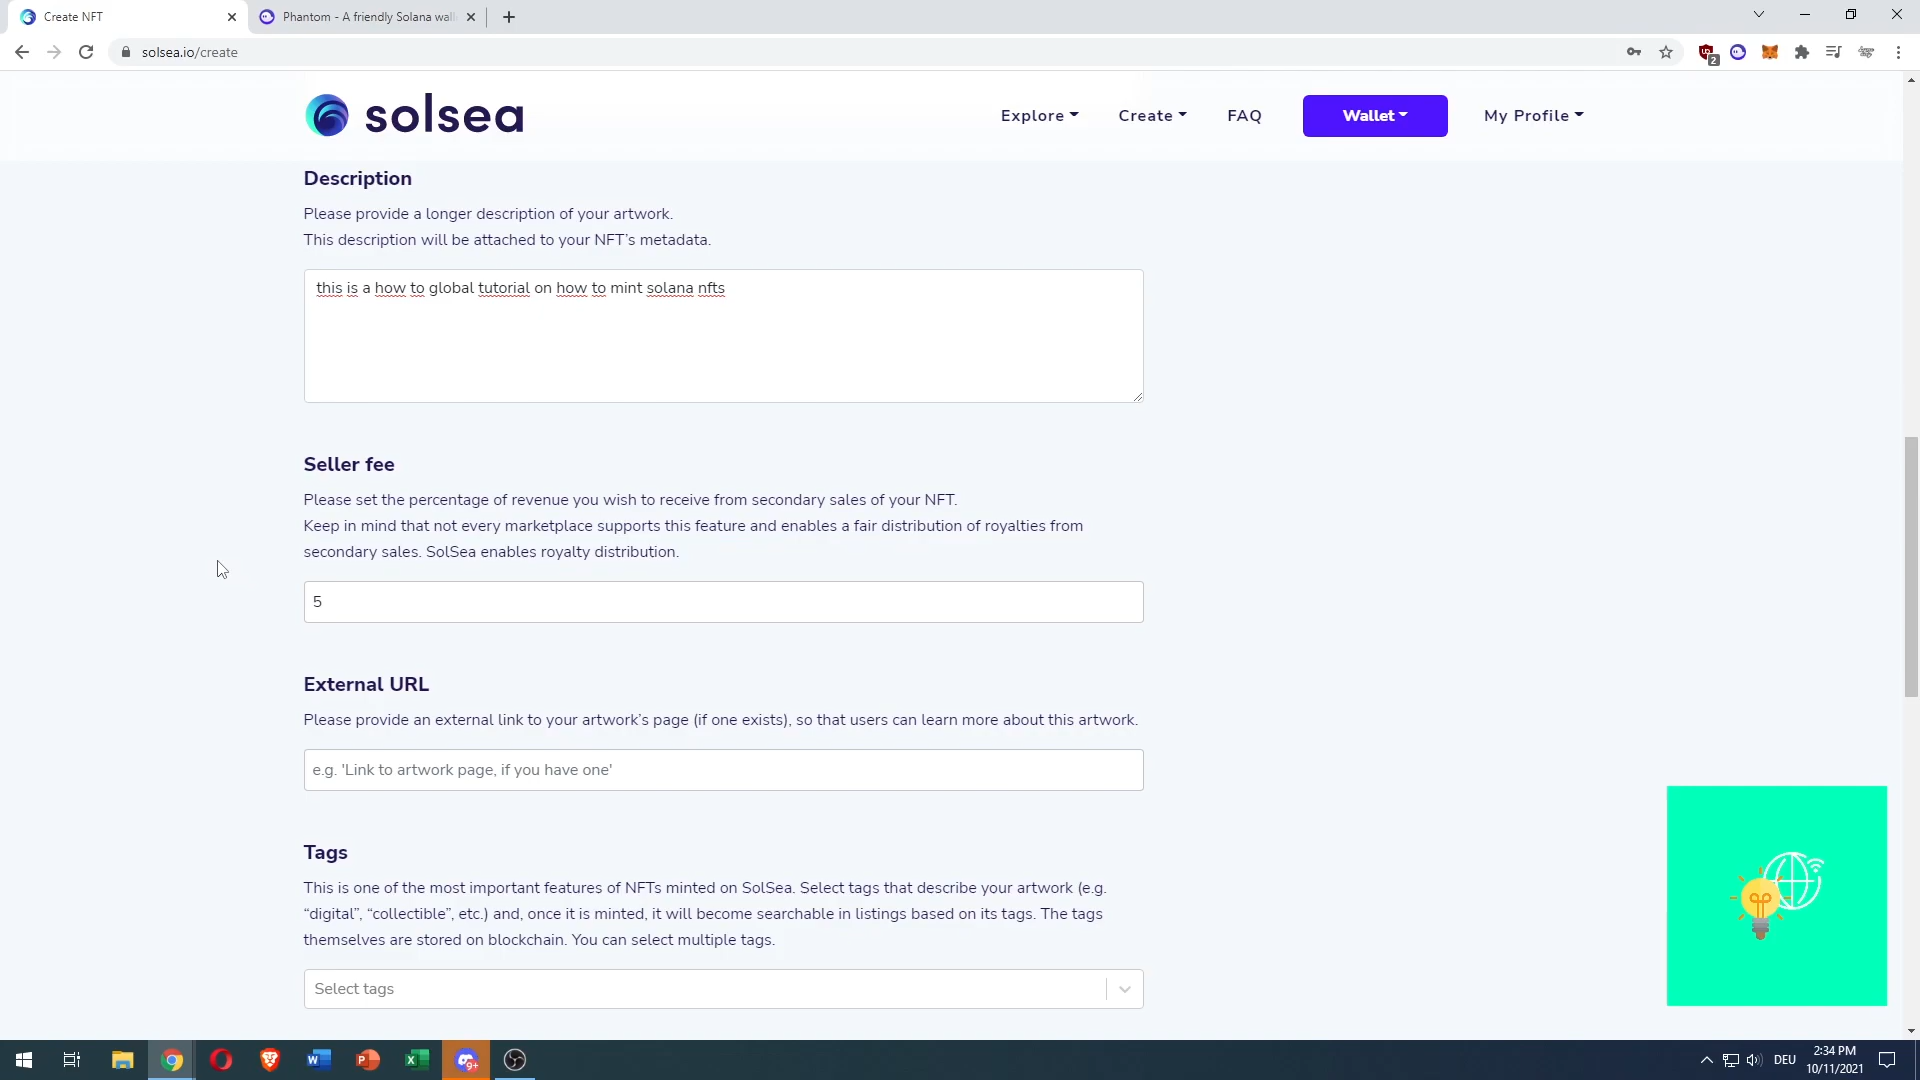 Create NFT
Phantom - A friendly Solana wall
solsea.io/create
2
solsea
Explore
Create
FAQ
Wallet
My Profile
Description
Please provide a longer description of your artwork.
This description will be attached to your NFT’s metadata.
this is a how to global tutorial on how to mint solana nfts
Seller fee
Please set the percentage of revenue you wish to receive from secondary sales of your NFT.
Keep in mind that not every marketplace supports this feature and enables a fair distribution of royalties from
secondary sales. SolSea enables royalty distribution.
5
External URL
Please provide an external link to your artwork’s page (if one exists), so that users can learn more about this artwork.
e.g. 'Link to artwork page, if you have one'
Tags
This is one of the most important features of NFTs minted on SolSea. Select tags that describe your artwork (e.g.
“digital”, “collectible”, etc.) and, once it is minted, it will become searchable in listings based on its tags. The tags
themselves are stored on blockchain. You can select multiple tags.
Select tags
9+
DEU
2:34 PM
10/11/2021